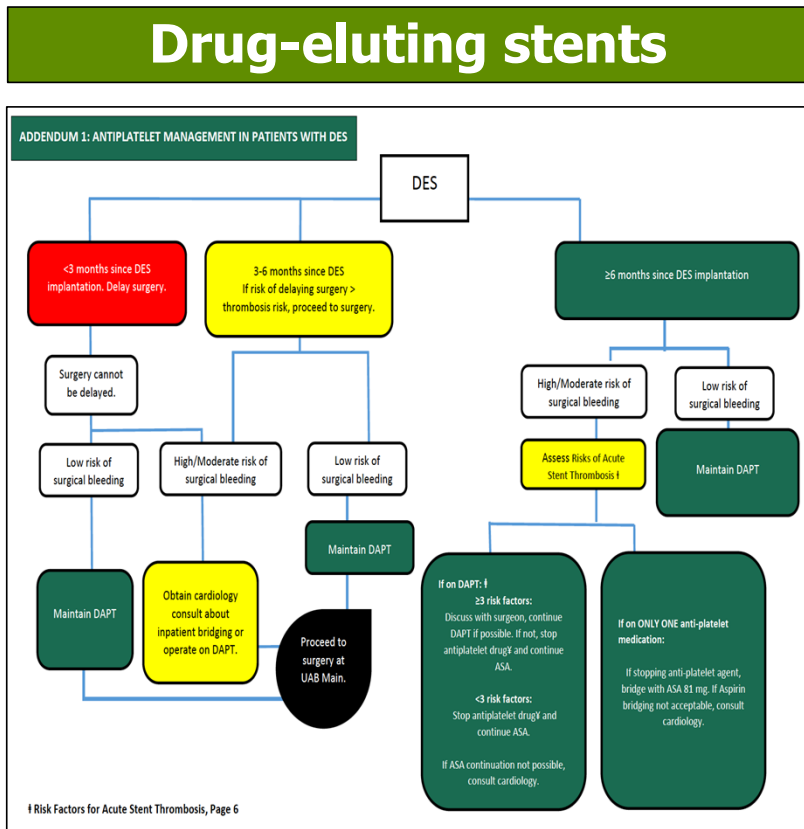 Drug-eluting stents
ADDENDUM 1: ANTIPLATELET MANAGEMENT IN PATIENTS WITH DES
DES
<3 months since DES
implantation. Delay surgery.
3-6 months since DES
If risk of delaying surgery >
thrombosis risk, proceed to surgery.
≥6 months since DES implantation
Surgery cannot
be delayed.
High/Moderate risk of
surgical bleeding
Low risk of
surgical bleeding
Low risk of
surgical bleeding
High/Moderate risk of
surgical bleeding
Low risk of
surgical bleeding
Assess Risks of Acute
Stent Thrombosis ƚ
Maintain DAPT
Maintain DAPT
Maintain DAPT
Obtain cardiology
consult about
inpatient bridging or
operate on DAPT.
Proceed to
surgery at
UAB Main.
If on DAPT: ƚ
≥3 risk factors:
Discuss with surgeon, continue
DAPT if possible. If not, stop
antiplatelet drug¥ and continue
ASA.
<3 risk factors:
Stop antiplatelet drug¥ and
continue ASA.
If ASA continuation not possible,
consult cardiology.
If on ONLY ONE anti-platelet
medication:
If stopping anti-platelet agent,
bridge with ASA 81 mg. If Aspirin
bridging not acceptable, consult
cardiology.
ƚ Risk Factors for Acute Stent Thrombosis, Page 6